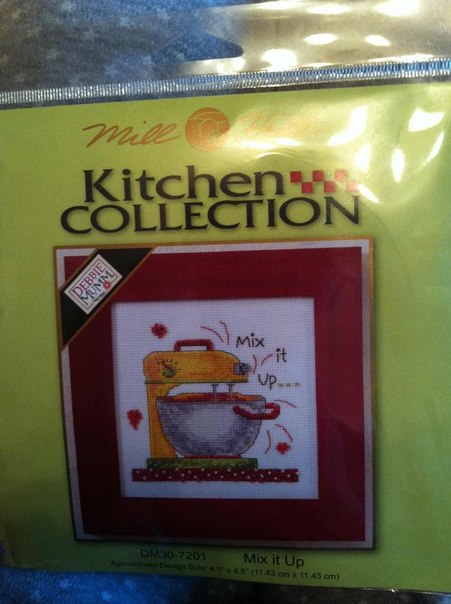 mill
Kitchen
COLLECTION
DEBBIE
MUMM
Mix
it
up....
DM30-7201 Mix it Up
Approximate Design Size: 4.5" x 4.5" (11.43 cm x 11.43 cm)